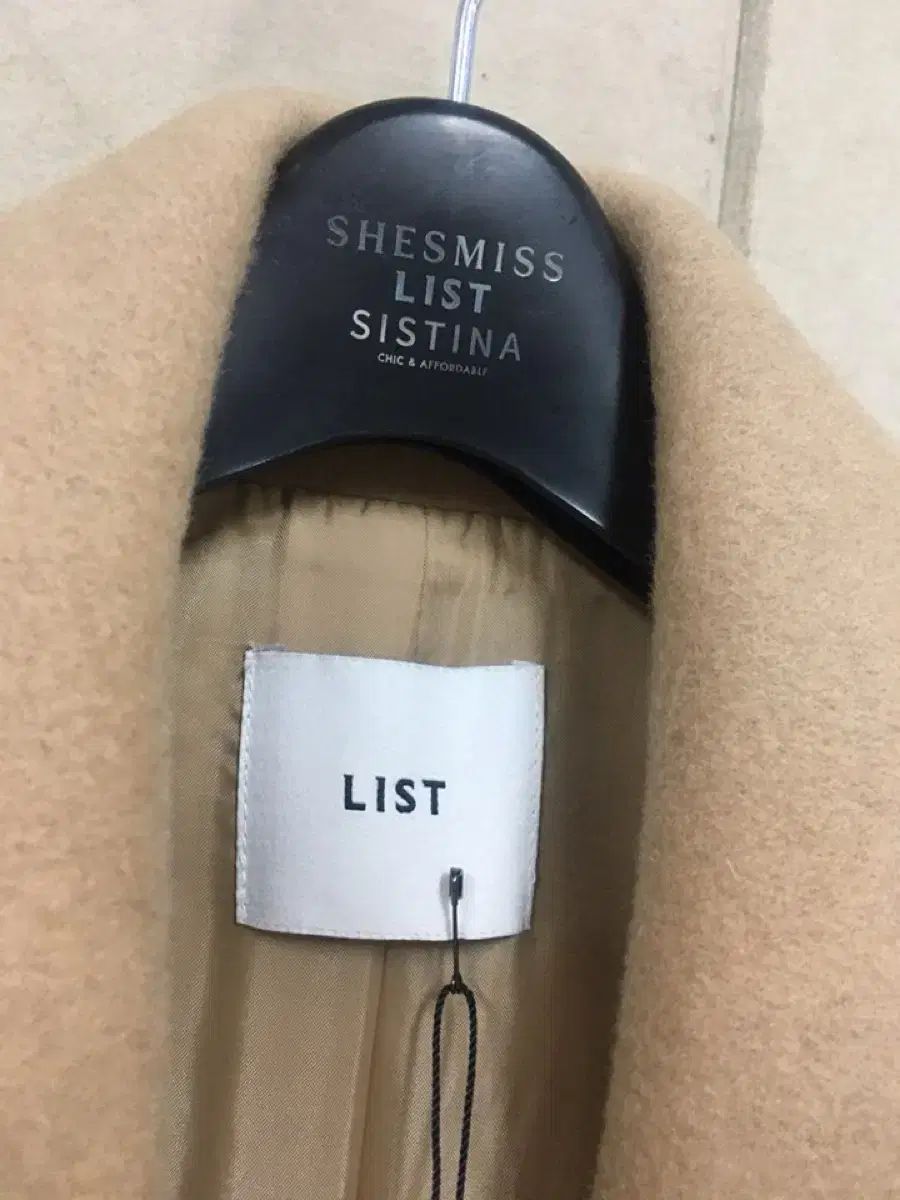 SHESMISS
LIST
SISTINA
CHIC & AFFORDABLE
LIST